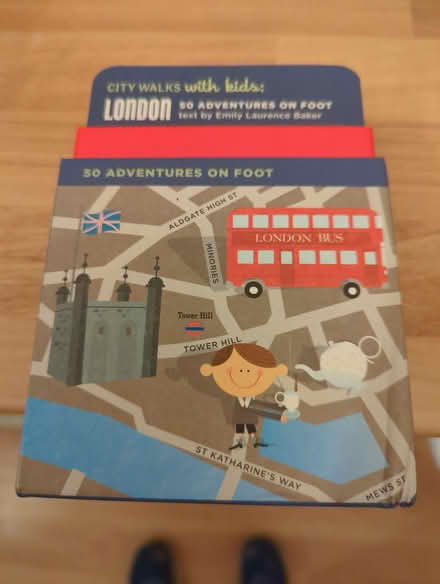 CITY WALKS with kids:
LONDON 50 ADVENTURES ON FOOT
text by Emily Laurence Baker
50 ADVENTURES ON FOOT
ALDGATE HIGH ST
MINORIES
LONDON BUS
Tower Hill
TOWER HILL
ST KATHARINE'S WAY
MEWS ST